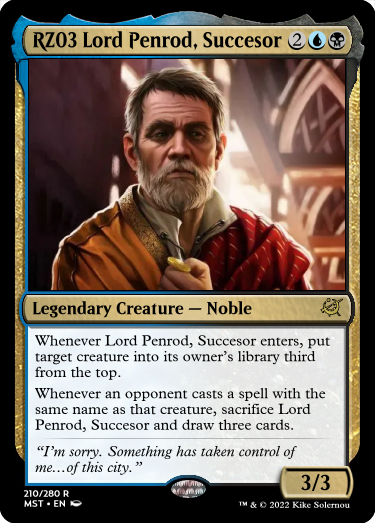 RZ03 Lord Penrod, Succesor 2
Legendary Creature — Noble
Whenever Lord Penrod, Succesor enters, put
target creature into its owner's library third
from the top.
Whenever an opponent casts a spell with the
same name as that creature, sacrifice Lord
Penrod, Succesor and draw three cards.
“I'm sorry. Something has taken control of
me…of this city.”
3/3
210/280 R
MST • EN
™ & © 2022 Kike Solernou